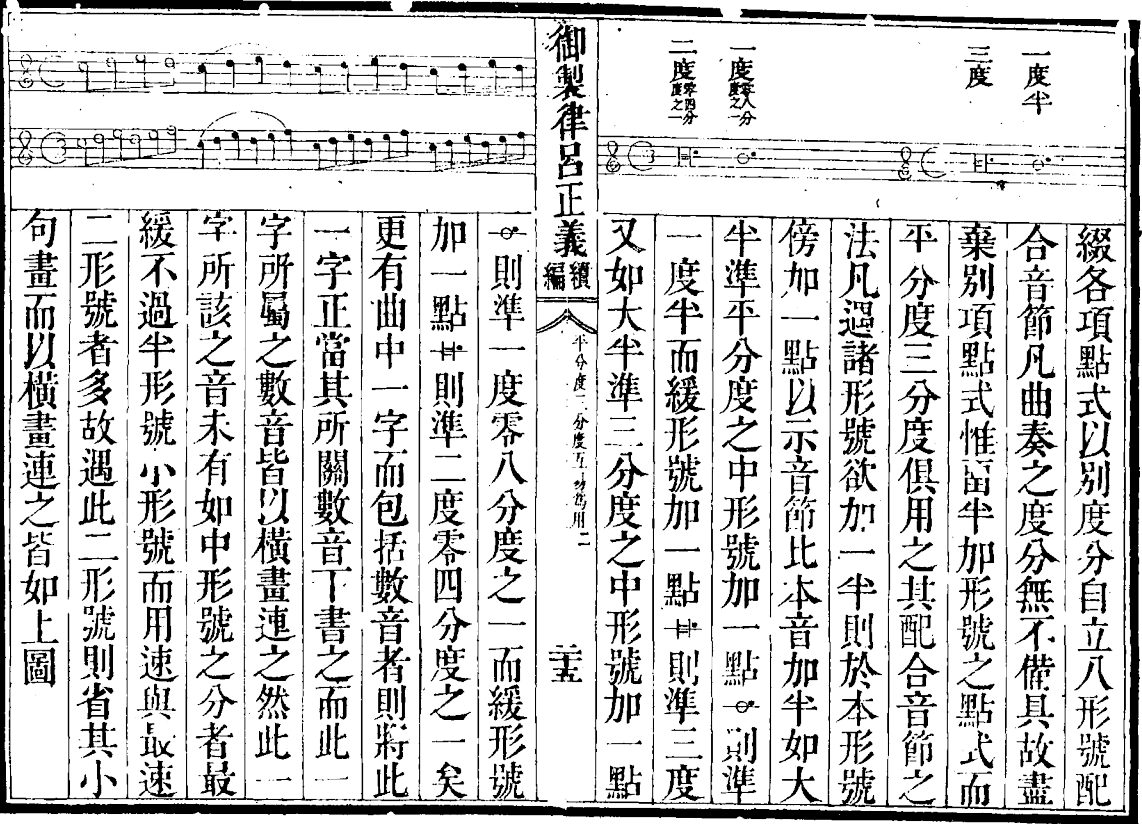 一度半
三度
一度零八分度之一
二度零四分度之一
綴各項點式以別度分自立八形號配
合音節凡曲奏之度分無不備具故盡
棄別項點式惟畱半加形號之點式而
平分度三分度俱用之其配合音節之
法凡遇諸形號欲加一半則於本形號
傍加一點以示音節比本音加半如大
半準平分度之中形號加一點則準
一度半而緩形號加一點則準三度
又如大半準三分度之中形號加一點
御製律呂正義續編
平分度三分度互易爲用二
二十五
則準一度零八分度之一而緩形號
加一點則準二度零四分度之一矣
更有曲中一字而包括數音者則將此
一字正當其所關數音下書之而此一
字所屬之數音皆以橫畫連之然此一
字所該之音未有如中形號之分者最
緩不過半形號小形號而用速與最速
二形號者多故遇此二形號則省其小
句畫而以橫畫連之皆如上圖